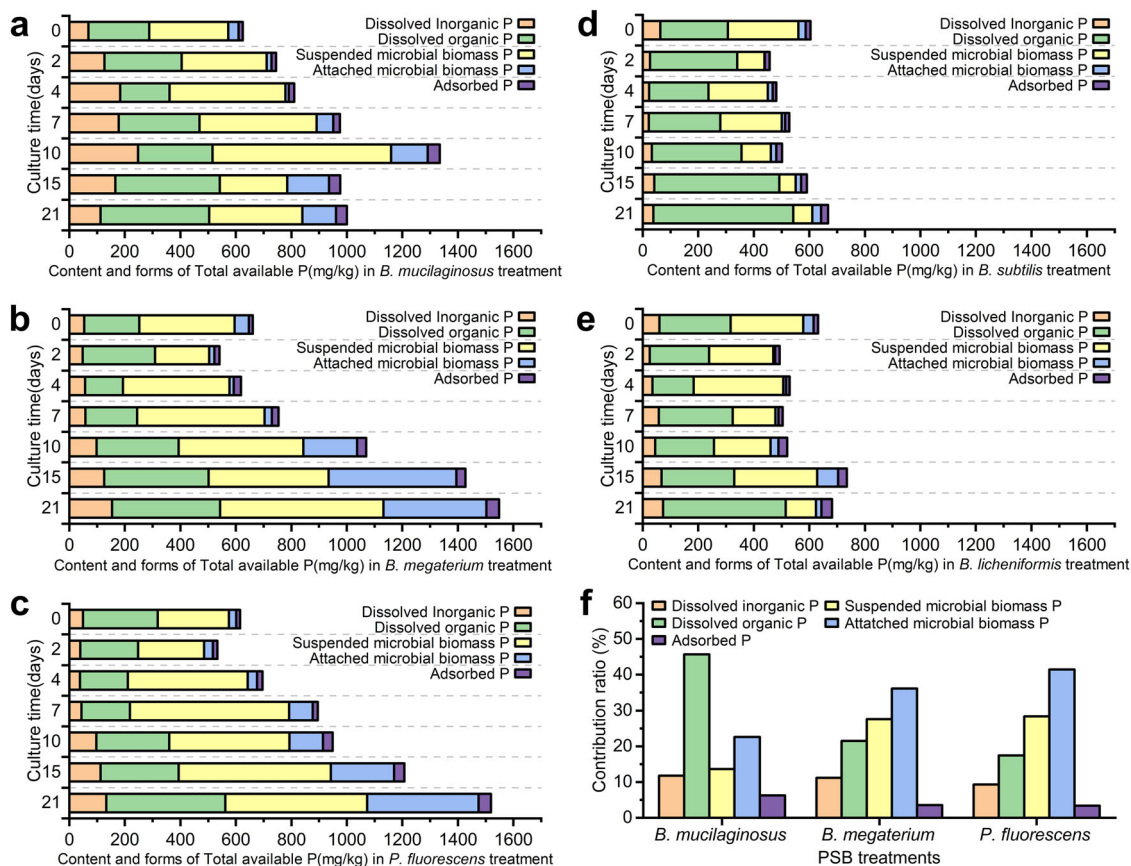 a
Culture time(days)
0
2
4
7
10
15
21
Dissolved Inorganic P
Dissolved organic P
Suspended microbial biomass P
Attached microbial biomass P
Adsorbed P
0 200 400 600 800 1000 1200 1400 1600
Content and forms of Total available P(mg/kg) in B. mucilaginosus treatment
b
Culture time(days)
0
2
4
7
10
15
21
Dissolved Inorganic P
Dissolved organic P
Suspended microbial biomass P
Attached microbial biomass P
Adsorbed P
0 200 400 600 800 1000 1200 1400 1600
Content and forms of Total available P(mg/kg) in B. megaterium treatment
c
Culture time(days)
0
2
4
7
10
15
21
Dissolved Inorganic P
Dissolved organic P
Suspended microbial biomass P
Attached microbial biomass P
Adsorbed P
0 200 400 600 800 1000 1200 1400 1600
Content and forms of Total available P(mg/kg) in P. fluorescens treatment
d
Culture time(days)
0
2
4
7
10
15
21
Dissolved Inorganic P
Dissolved organic P
Suspended microbial biomass P
Attached microbial biomass P
Adsorbed P
0 200 400 600 800 1000 1200 1400 1600
Content and forms of Total available P(mg/kg) in B. subtilis treatment
e
Culture time(days)
0
2
4
7
10
15
21
Dissolved Inorganic P
Dissolved organic P
Suspended microbial biomass P
Attached microbial biomass P
Adsorbed P
0 200 400 600 800 1000 1200 1400 1600
Content and forms of Total available P(mg/kg) in B. licheniformis treatment
f
Contribution ratio (%)
60
50
40
30
20
10
0
Dissolved inorganic P Suspended microbial biomass P
Dissolved organic P Attatched microbial biomass P
Adsorbed P
B. mucilaginosus B. megaterium P. fluorescens
PSB treatments